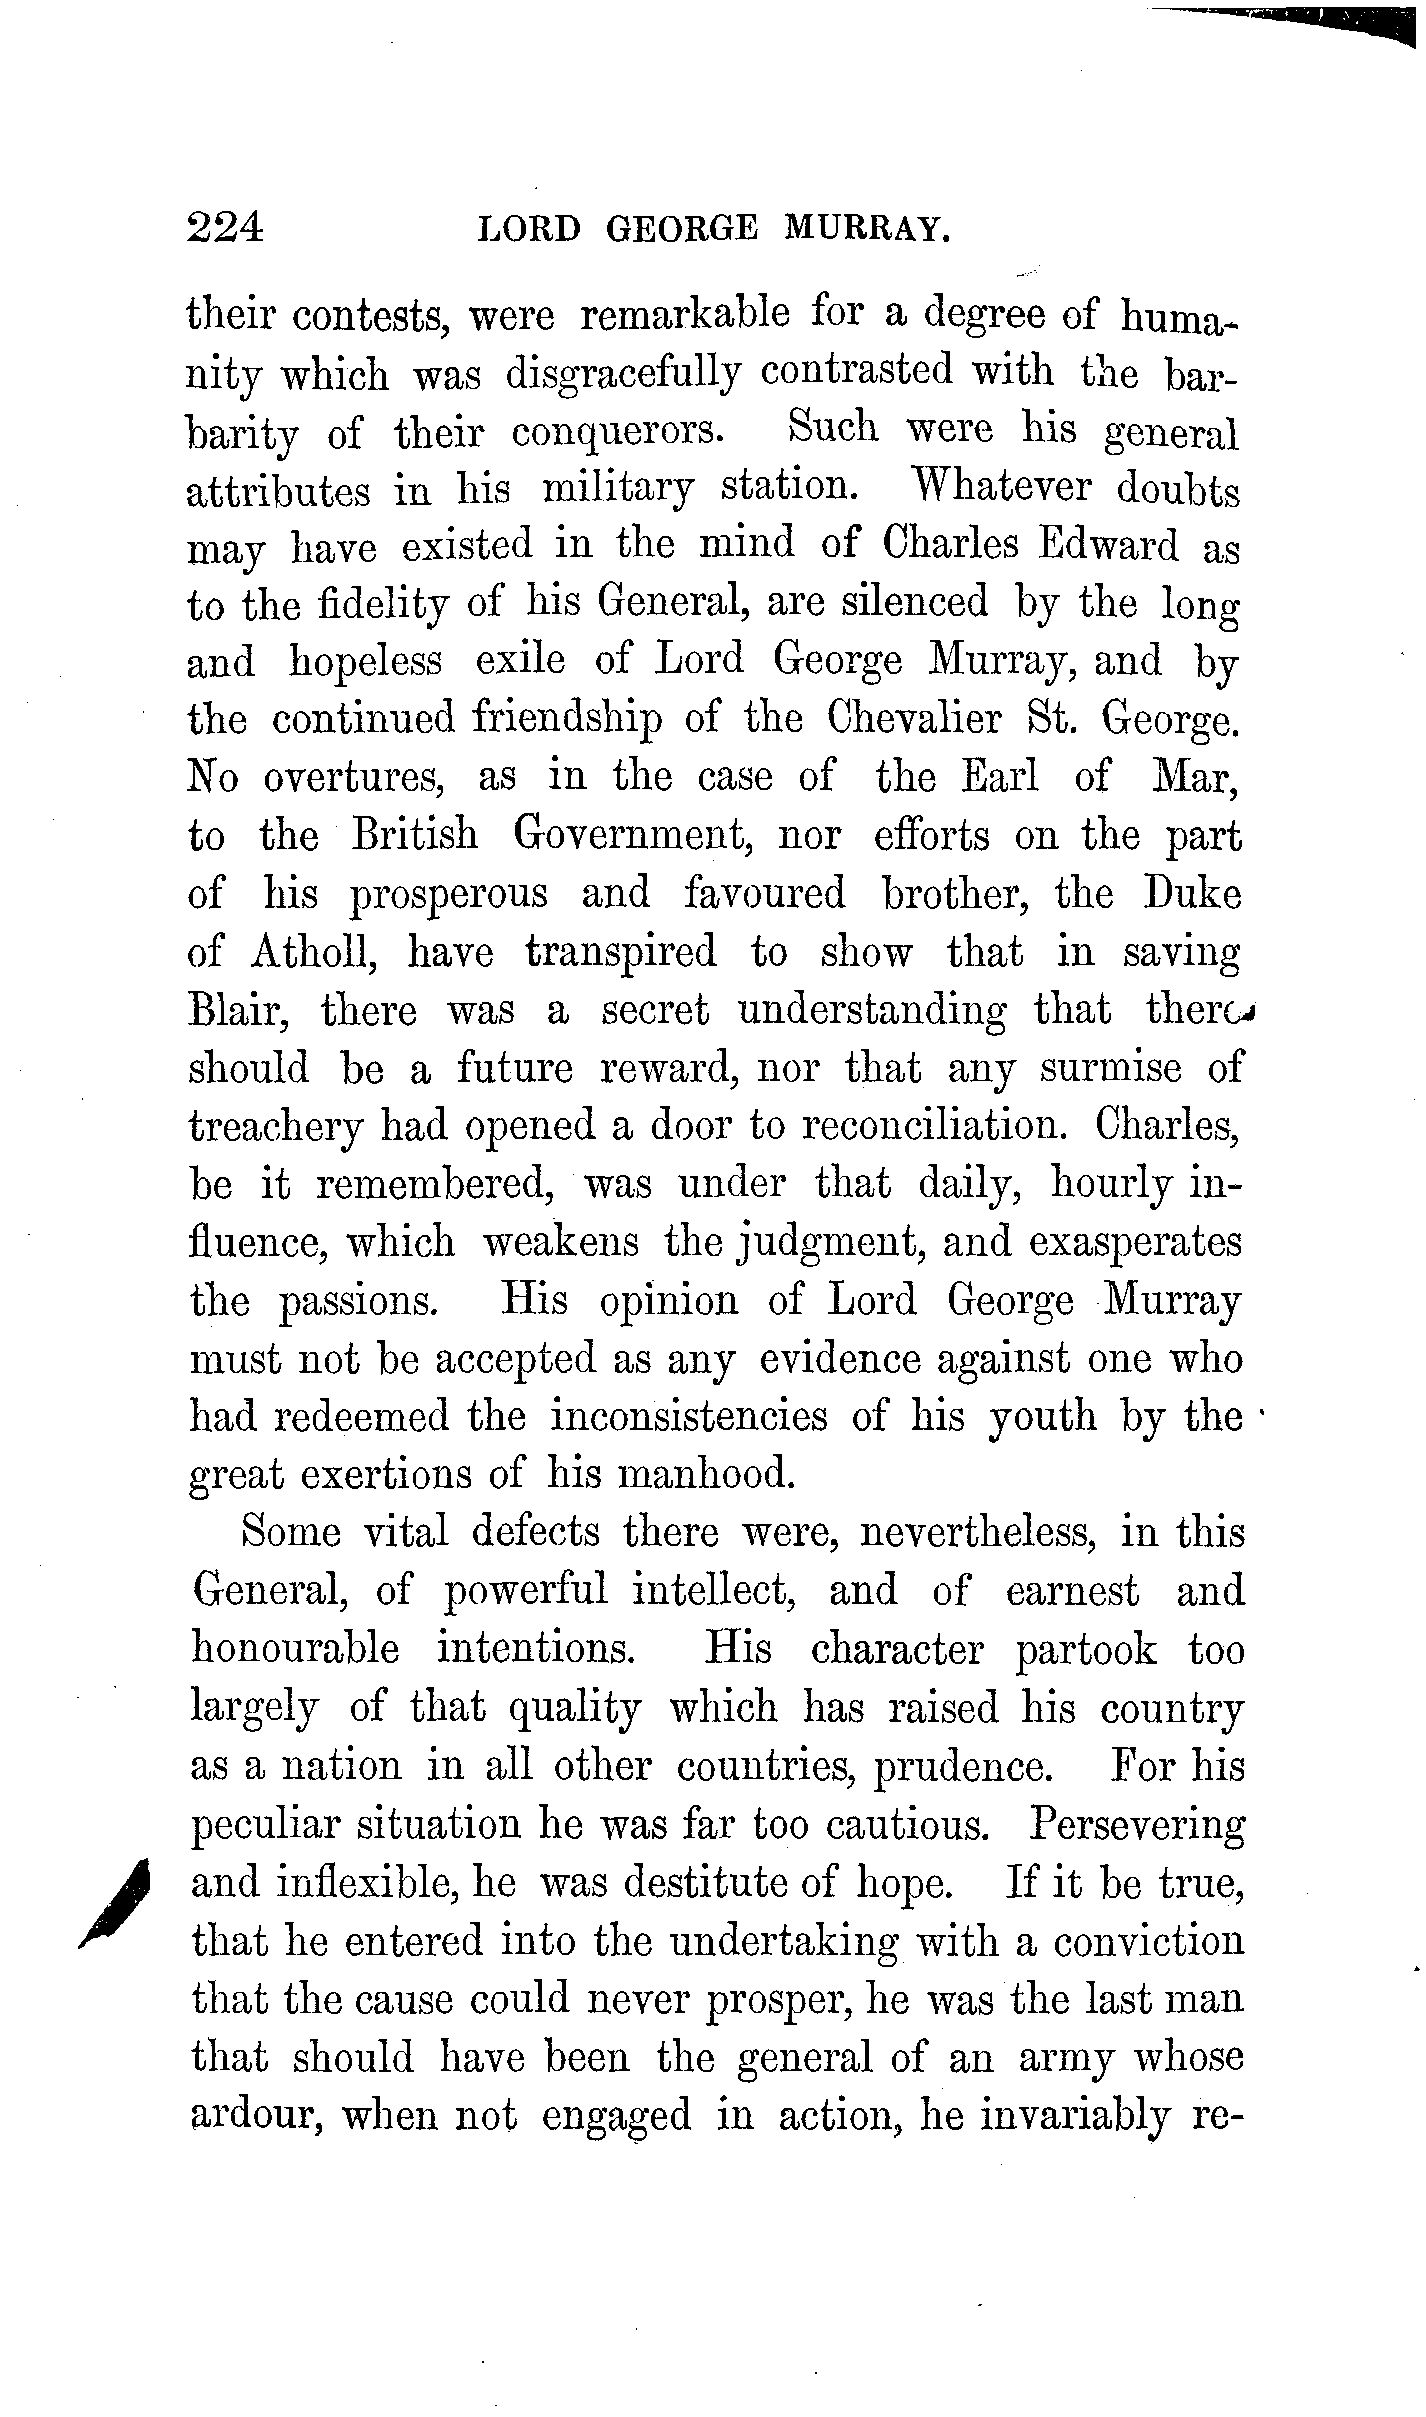 224 LORD GEORGE MURRAY.
their contests, were remarkable for a degree of huma-
nity which was disgracefully contrasted with the bar-
barity of their conquerors. Such were his general
attributes in his military station. Whatever doubts
may have existed in the mind of Charles Edward as
to the fidelity of his General, are silenced by the long
and hopeless exile of Lord George Murray, and by
the continued friendship of the Chevalier St. George.
No overtures, as in the case of the Earl of Mar,
to the British Government, nor efforts on the part
of his prosperous and favoured brother, the Duke
of Atholl, have transpired to show that in saving
Blair, there was a secret understanding that there
should be a future reward, nor that any surmise of
treachery had opened a door to reconciliation. Charles,
be it remembered, was under that daily, hourly in-
fluence, which weakens the judgment, and exasperates
the passions. His opinion of Lord George Murray
must not be accepted as any evidence against one who
had redeemed the inconsistencies of his youth by the
great exertions of his manhood.
Some vital defects there were, nevertheless, in this
General, of powerful intellect, and of earnest and
honourable intentions. His character partook too
largely of that quality which has raised his country
as a nation in all other countries, prudence. For his
peculiar situation he was far too cautious. Persevering
and inflexible, he was destitute of hope. If it be true,
that he entered into the undertaking with a conviction
that the cause could never prosper, he was the last man
that should have been the general of an army whose
ardour, when not engaged in action, he invariably re-